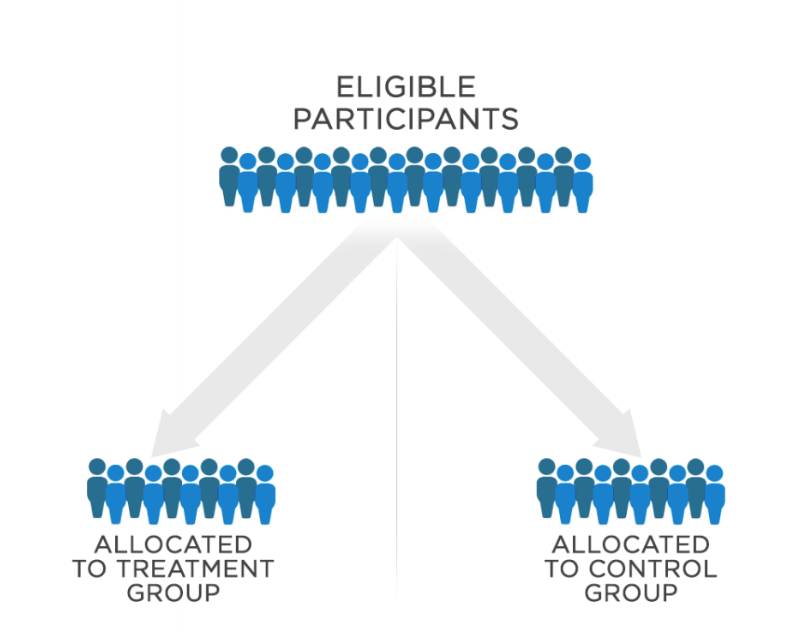 ELIGIBLE
PARTICIPANTS
ALLOCATED
TO TREATMENT
GROUP
ALLOCATED
TO CONTROL
GROUP